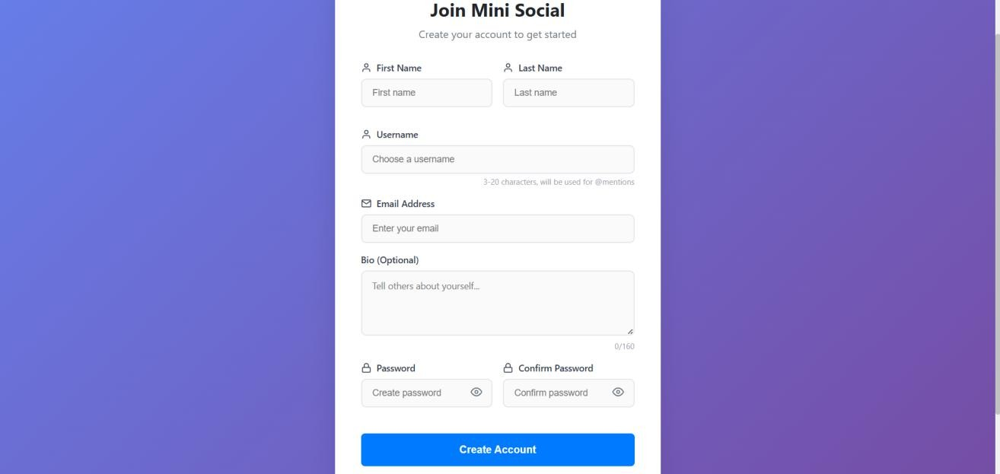 Join Mini Social
Create your account to get started
First Name
Last Name
First name
Last name
Username
Choose a username
3-20 characters, will be used for @mentions
Email Address
Enter your email
Bio (Optional)
Tell others about yourself...
0/160
Password
Confirm Password
Create password
Confirm password
Create Account